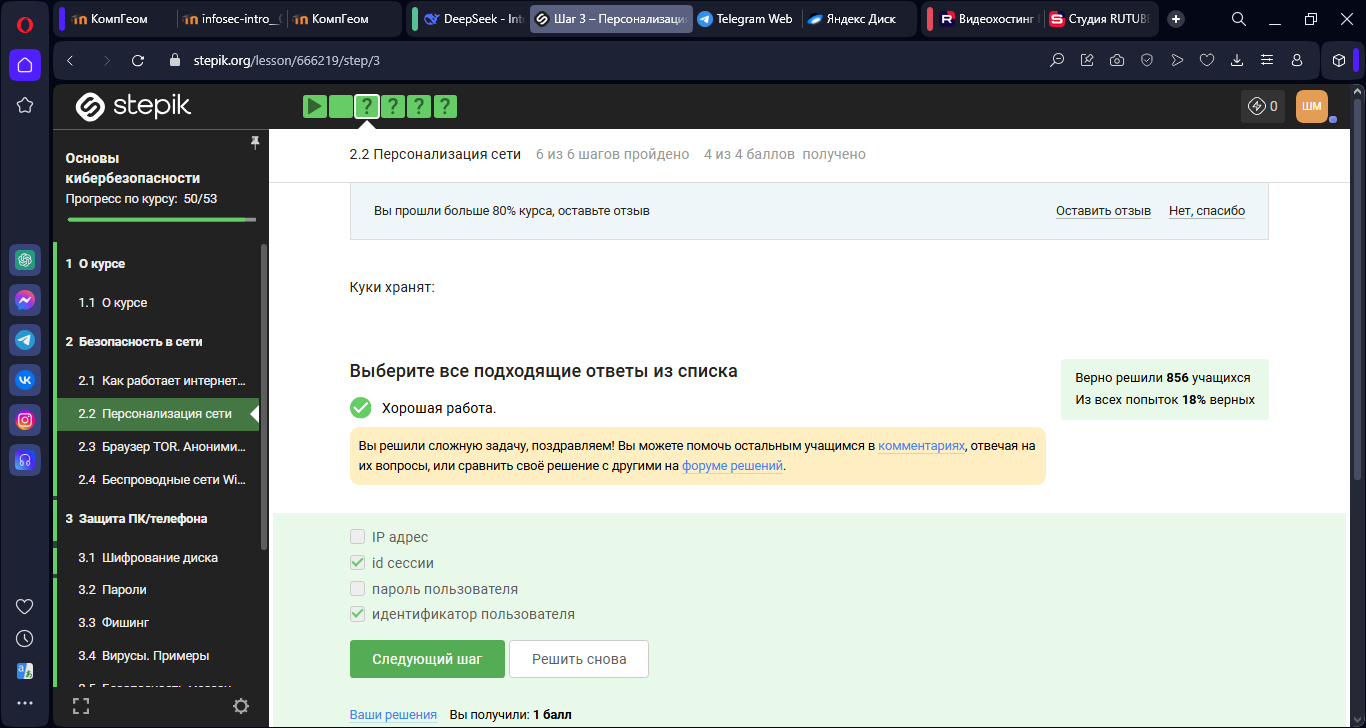 КомпГеом
infosec-intro__
КомпГеом
DeepSeek - Int
Шаг 3 – Персонализация
Telegram Web
Яндекс Диск
Видеохостинг
Студия RUTUBE
stepik.org/lesson/666219/step/3
stepik
? ? ? ?
0
ШМ
Основы
кибербезопасности
Прогресс по курсу: 50/53
1 О курсе
1.1 О курсе
2 Безопасность в сети
2.1 Как работает интернет...
2.2 Персонализация сети
2.3 Браузер TOR. Анонимии...
2.4 Беспроводные сети Wi...
3 Защита ПК/телефона
3.1 Шифрование диска
3.2 Пароли
3.3 Фишинг
3.4 Вирусы. Примеры
2.2 Персонализация сети 6 из 6 шагов пройдено 4 из 4 баллов получено
Вы прошли больше 80% курса, оставьте отзыв
Оставить отзыв Нет, спасибо
Куки хранят:
Выберите все подходящие ответы из списка
Верно решили 856 учащихся
Из всех попыток 18% верных
Хорошая работа.
Вы решили сложную задачу, поздравляем! Вы можете помочь остальным учащимся в комментариях, отвечая на
их вопросы, или сравнить своё решение с другими на форуме решений.
IP адрес
id сессии
пароль пользователя
идентификатор пользователя
Следующий шаг
Решить снова
Ваши решения Вы получили: 1 балл